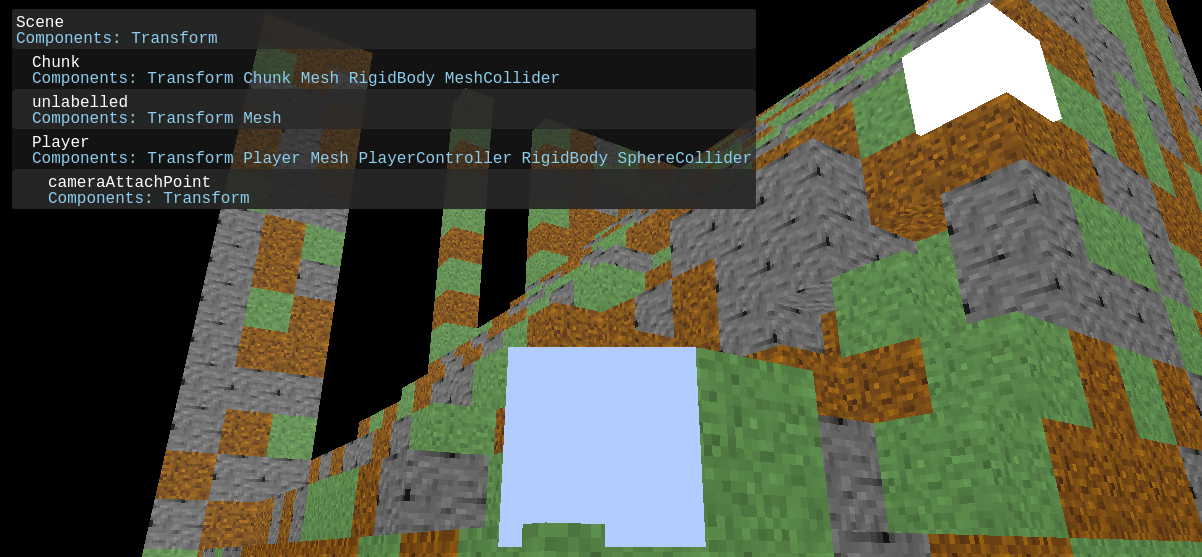 Scene
Components: Transform
Chunk
Components: Transform Chunk Mesh RigidBody MeshCollider
unlabelled
Components: Transform Mesh
Player
Components: Transform Player Mesh PlayerController RigidBody SphereCollider
cameraAttachPoint
Components: Transform